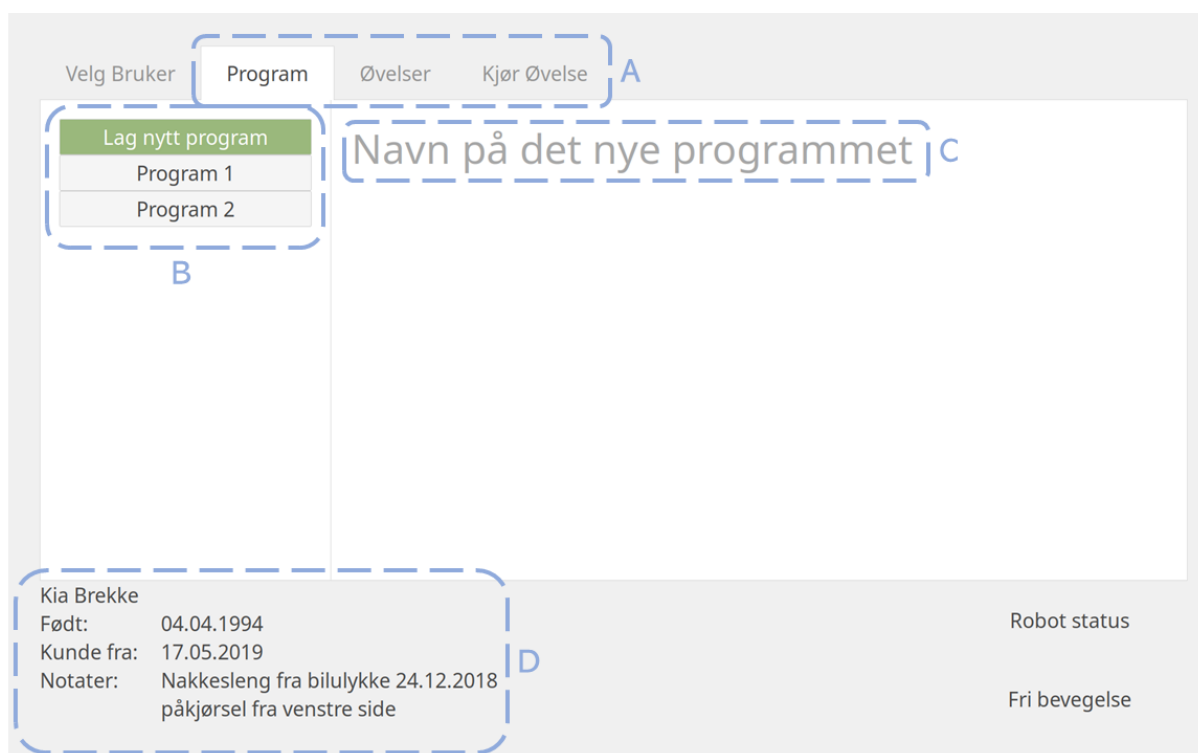 Velg Bruker Program Øvelser Kjør Øvelse A
Lag nytt program
Program 1
Program 2
B
Navn på det nye programmet C
Kia Brekke
Født: 04.04.1994
Kunde fra: 17.05.2019
Notater: Nakkesleng fra bilulykke 24.12.2018
påkjørsel fra venstre side
D
Robot status
Fri bevegelse